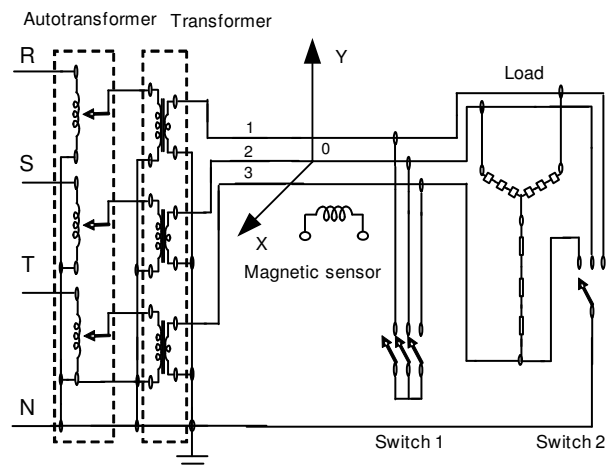 Autotransformer Transformer
R
Y
Load
1
0
2
S
3
X
Magnetic sensor
T
N
Switch 1
Switch 2